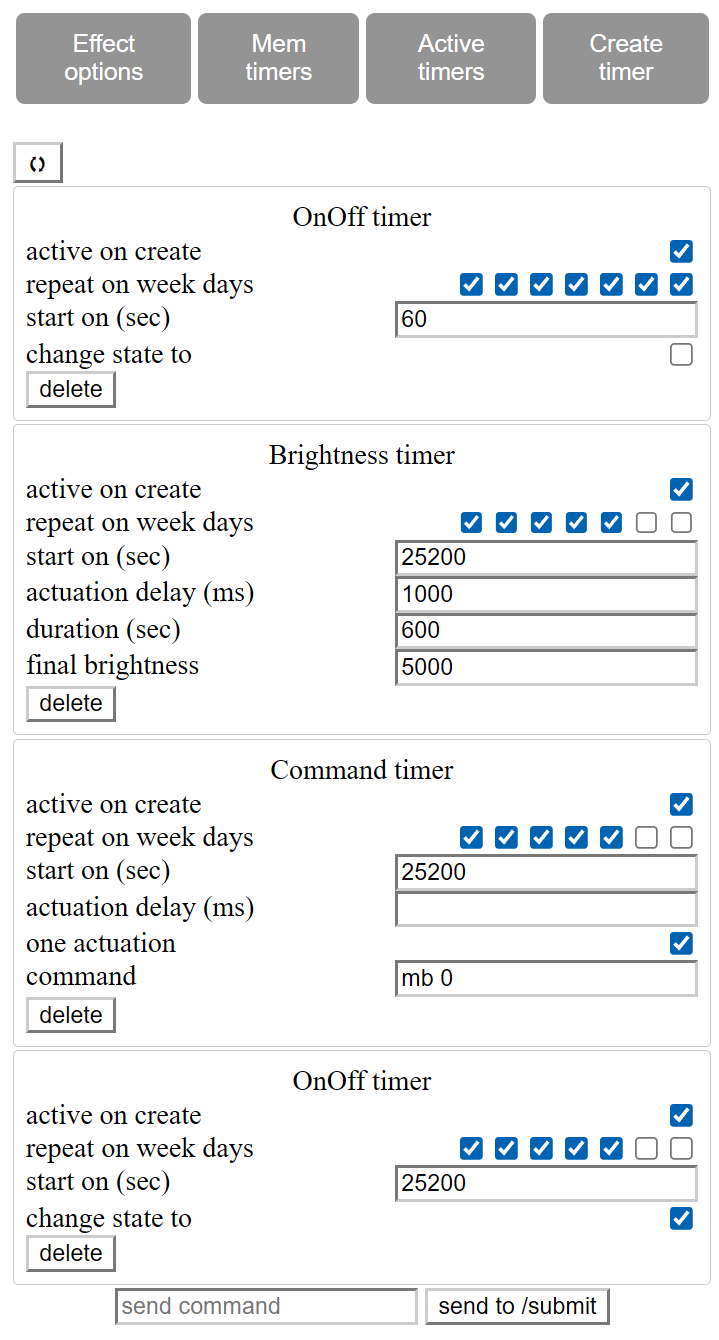 Effect
options
Mem
timers
Active
timers
Create
timer
OnOff timer
active on create
repeat on week days
start on (sec) 60
change state to
delete
Brightness timer
active on create
repeat on week days
start on (sec) 25200
actuation delay (ms) 1000
duration (sec) 600
final brightness 5000
delete
Command timer
active on create
repeat on week days
start on (sec) 25200
actuation delay (ms)
one actuation
command mb 0
delete
OnOff timer
active on create
repeat on week days
start on (sec) 25200
change state to
delete
send command send to /submit